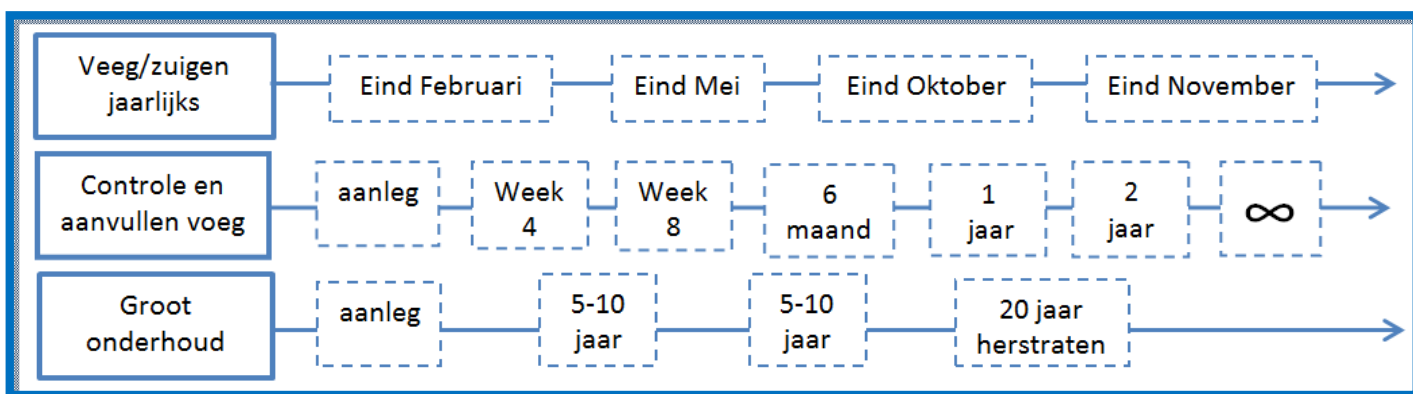 Veeg/zuigen
jaarlijks
Eind Februari
Eind Mei
Eind Oktober
Eind November
Controle en
aanvullen voeg
aanleg
Week
4
Week
8
6
maand
1
jaar
2
jaar
∞
Groot
onderhoud
aanleg
5-10
jaar
5-10
jaar
20 jaar
herstraten